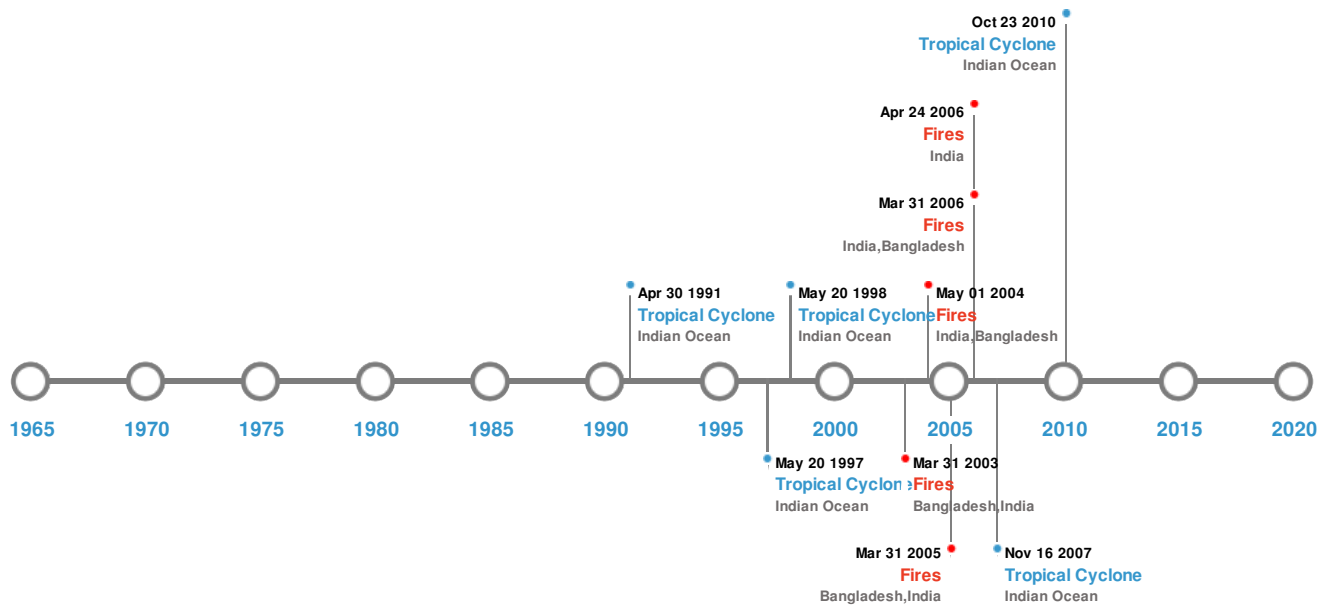 Oct 23 2010
Tropical Cyclone
Indian Ocean
Apr 24 2006
Fires
India
Mar 31 2006
Fires
India,Bangladesh
Apr 30 1991
Tropical Cyclone
Indian Ocean
May 20 1998
Tropical Cyclone
Indian Ocean
May 01 2004
Fires
India,Bangladesh
1965 1970 1975 1980 1985 1990 1995 2000 2005 2010 2015 2020
May 20 1997
Tropical Cyclone
Indian Ocean
Mar 31 2003
Fires
Bangladesh,India
Mar 31 2005
Fires
Bangladesh,India
Nov 16 2007
Tropical Cyclone
Indian Ocean